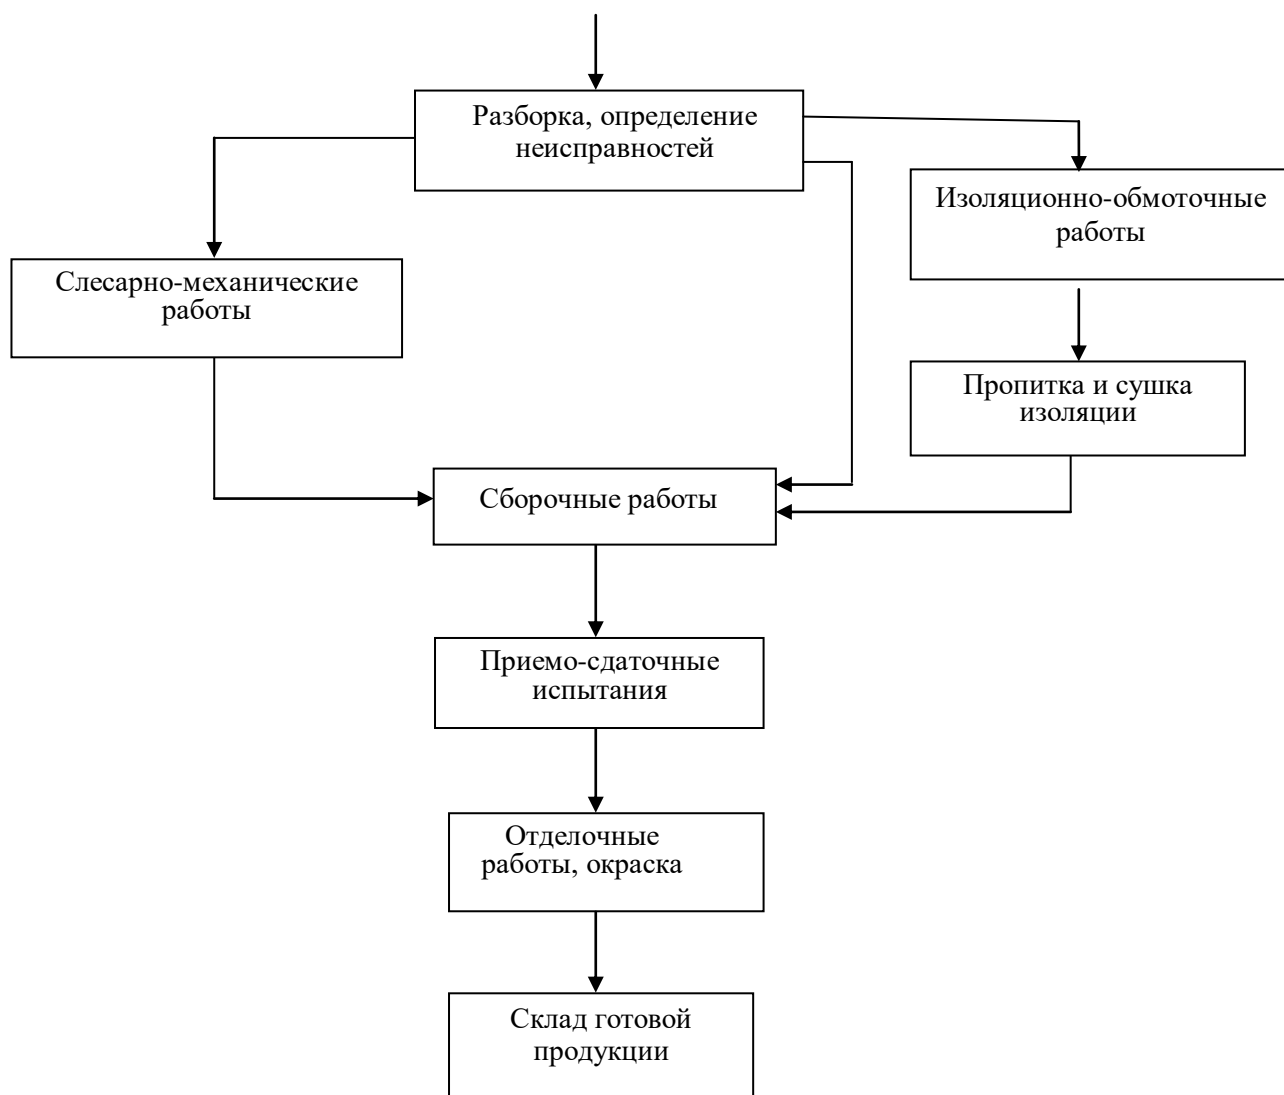 Разборка, определение
неисправностей
Изоляционно-обмоточные
работы
Слесарно-механические
работы
Пропитка и сушка
изоляции
Сборочные работы
Приемо-сдаточные
испытания
Отделочные
работы, окраска
Склад готовой
продукции